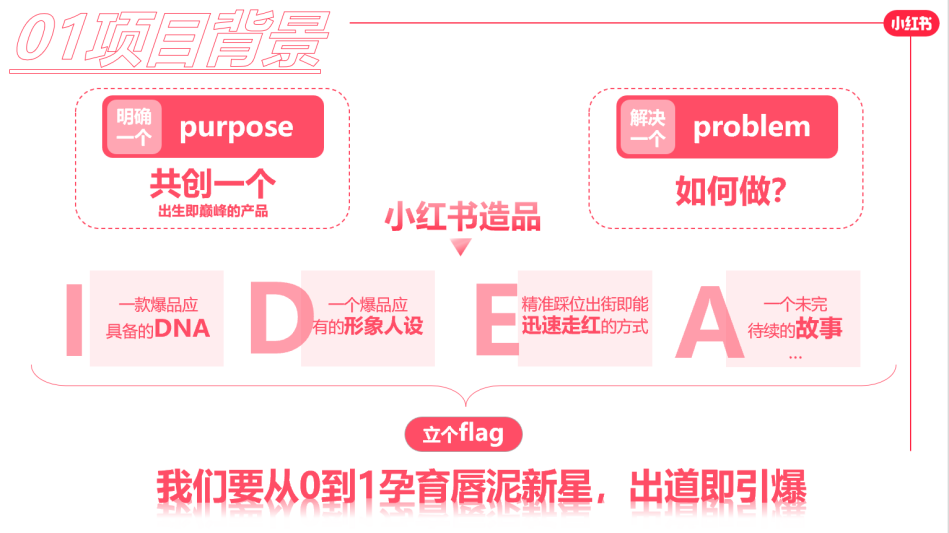 01项目背景
小红书
明确
一个
purpose
共创一个
出生即巅峰的产品
解决
一个
problem
如何做?
小红书造品
I
一款爆品应
具备的DNA
D
一个爆品应
有的形象人设
E
精准踩位出街即能
迅速走红的方式
A
一个未完
待续的故事
...
立个flag
我们要从0到1孕育唇泥新星，出道即引爆